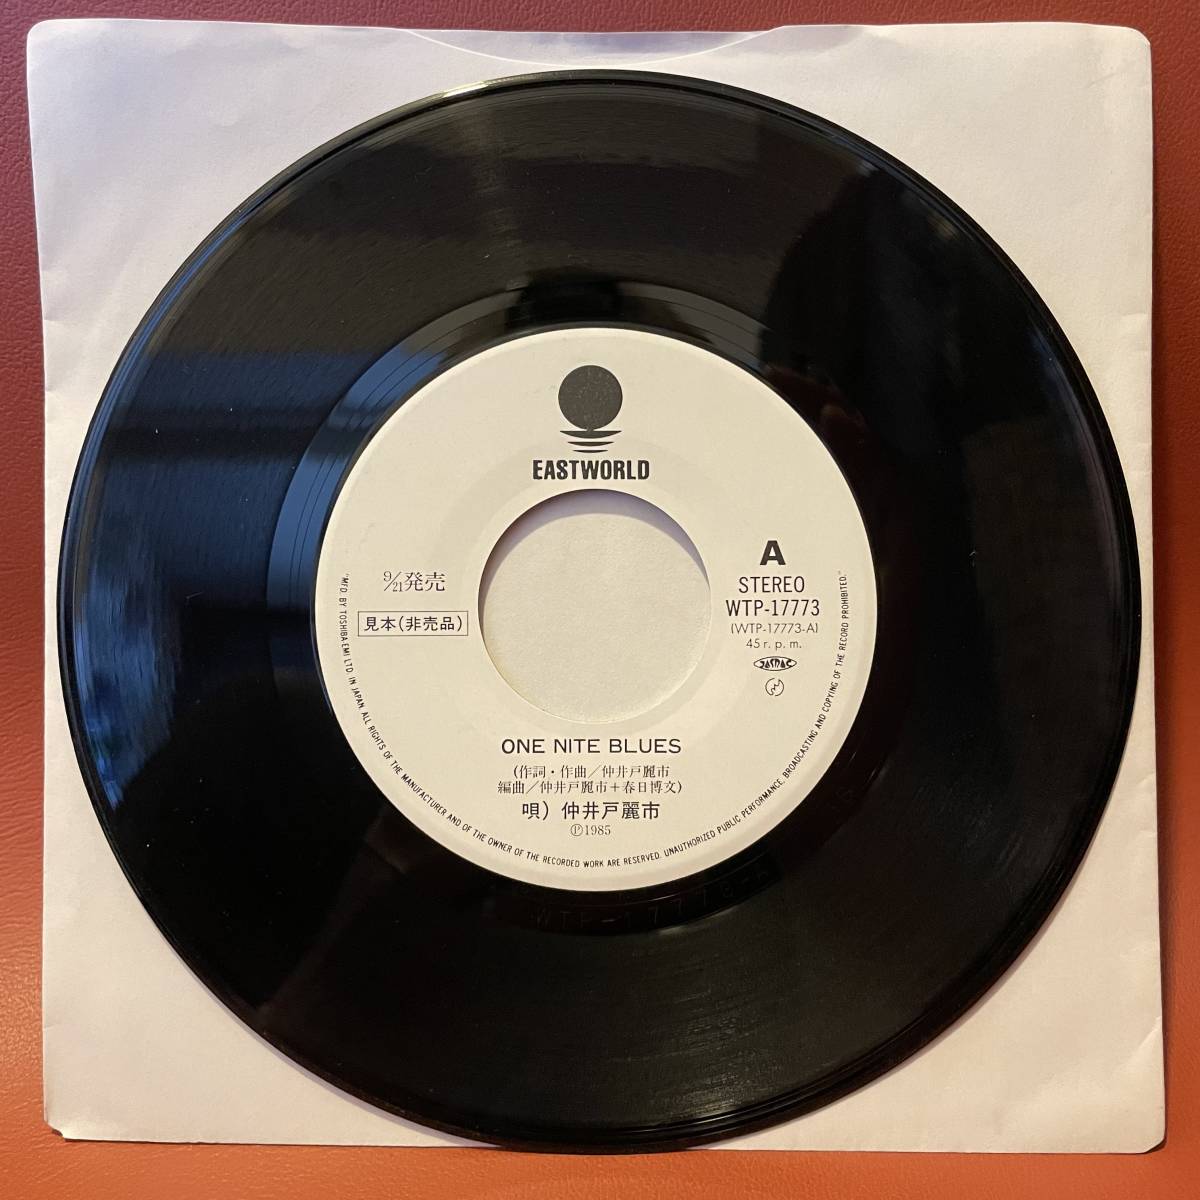 EASTWORLD
9/21発売
見本(非売品)
A
STEREO
WTP-17773
(WTP-17773-A)
45 r. p. m.
JASRAC
ONE NITE BLUES
(作詞・作曲/仲井戸麗市
編曲/仲井戸麗市+春日博文)
唄) 仲井戸麗市
Ⓟ1985
"MFD. BY TOSHIBA EMI LTD. IN JAPAN. ALL RIGHTS OF THE MANUFACTURER AND OF THE OWNER OF THE RECORDED WORK ARE RESERVED. UNAUTHORIZED PUBLIC PERFORMANCE, BROADCASTING AND COPYING OF THE RECORD PROHIBITED."
WTP-17773-A